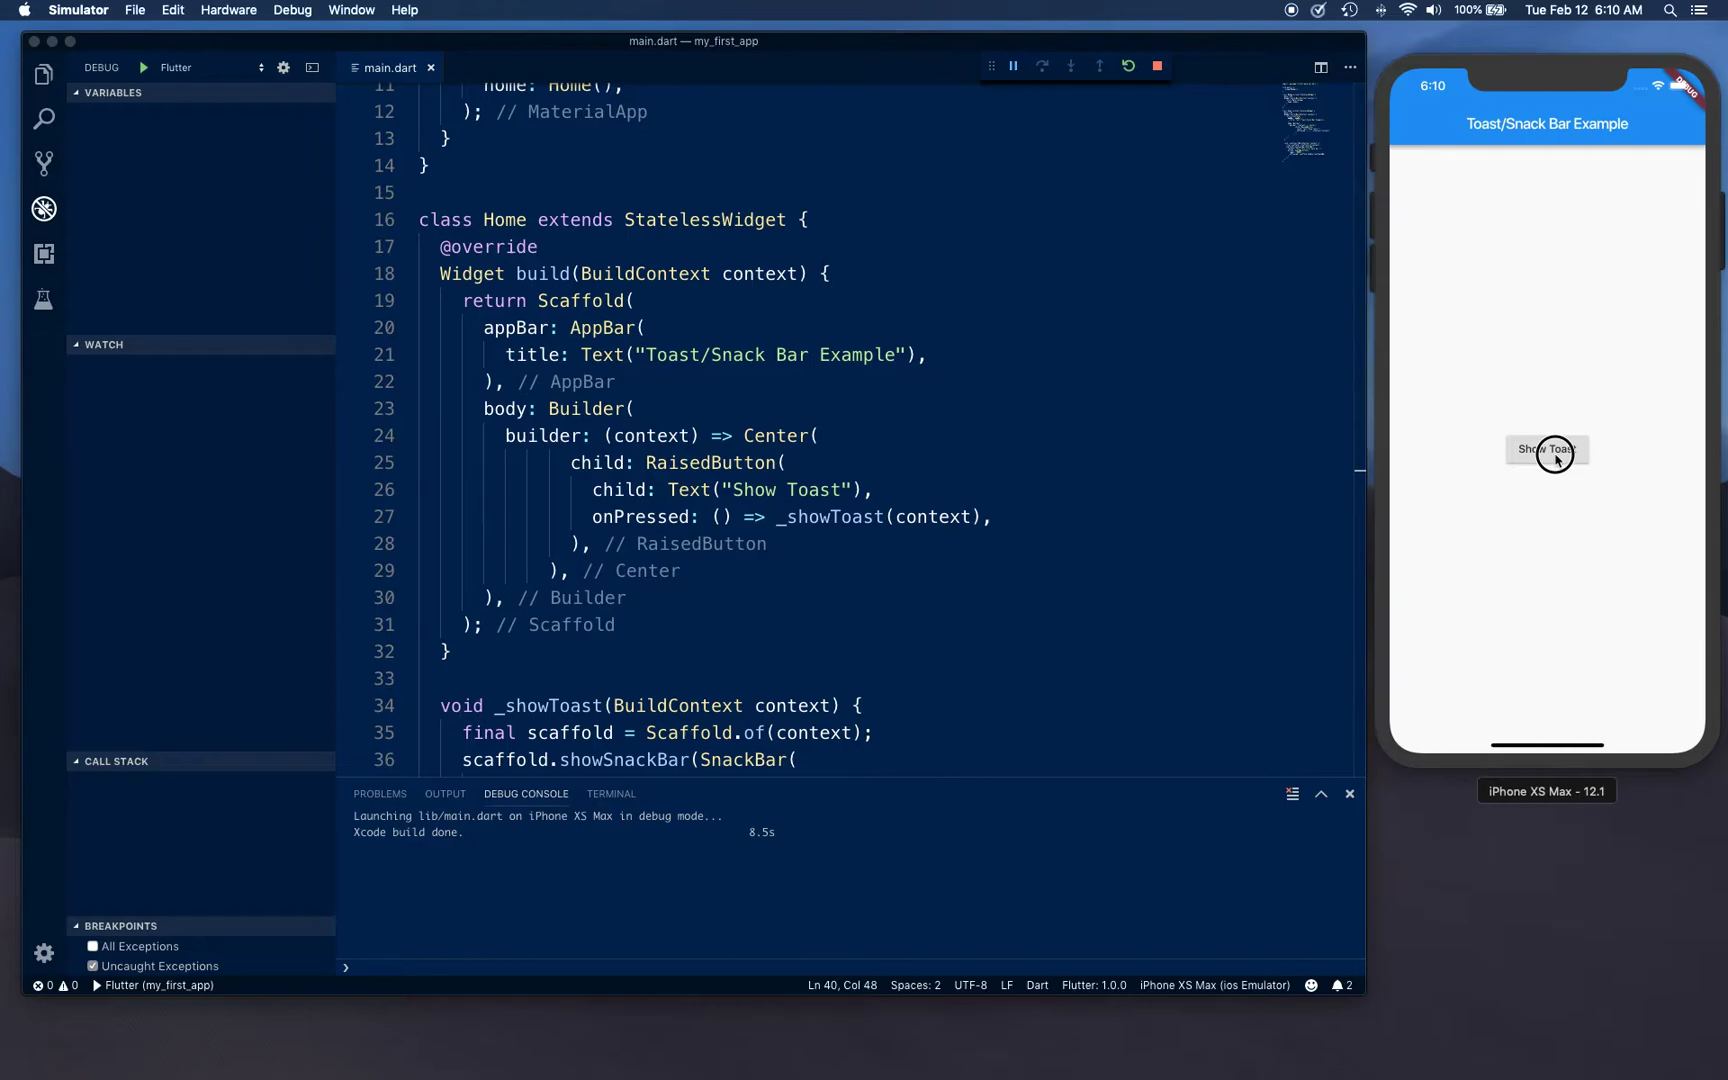 Simulator File Edit Hardware Debug Window Help 100% Tue Feb 12 6:10 AM
main.dart — my_first_app
DEBUG Flutter
main.dart
VARIABLES
WATCH
CALL STACK
BREAKPOINTS
All Exceptions
Uncaught Exceptions
11 home: Home(),
12 ); // MaterialApp
13 }
14 }
15
16 class Home extends StatelessWidget {
17 @override
18 Widget build(BuildContext context) {
19 return Scaffold(
20 appBar: AppBar(
21 title: Text("Toast/Snack Bar Example"),
22 ), // AppBar
23 body: Builder(
24 builder: (context) => Center(
25 child: RaisedButton(
26 child: Text("Show Toast"),
27 onPressed: () => _showToast(context),
28 ), // RaisedButton
29 ), // Center
30 ), // Builder
31 ); // Scaffold
32 }
33
34 void _showToast(BuildContext context) {
35 final scaffold = Scaffold.of(context);
36 scaffold.showSnackBar(SnackBar(
PROBLEMS OUTPUT DEBUG CONSOLE TERMINAL
Launching lib/main.dart on iPhone XS Max in debug mode...
Xcode build done. 8.5s
0 0 Flutter (my_first_app) Ln 40, Col 48 Spaces: 2 UTF-8 LF Dart Flutter: 1.0.0 iPhone XS Max (ios Emulator) 2
6:10
DEBUG
Toast/Snack Bar Example
Show Toast
iPhone XS Max - 12.1